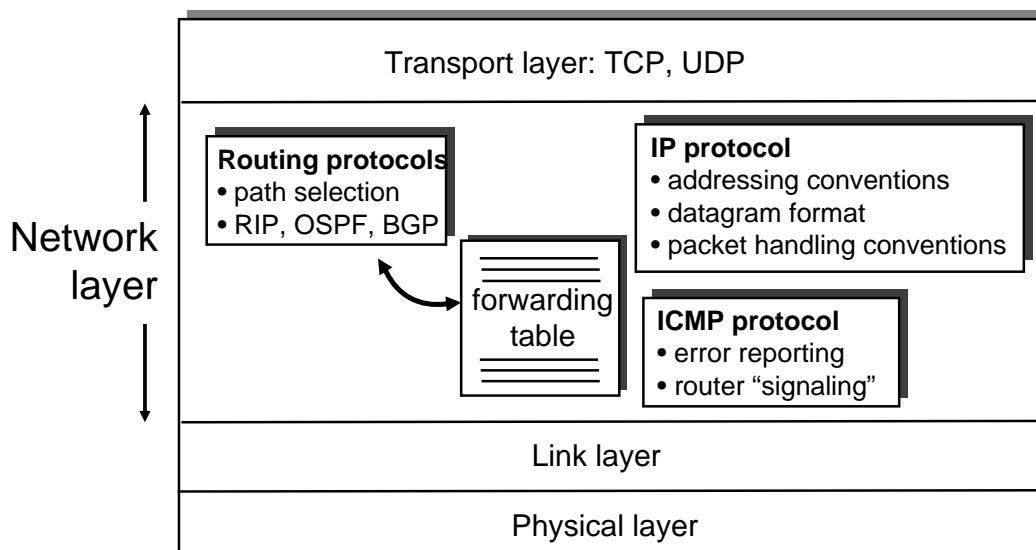 Transport layer: TCP, UDP
Network
layer
Routing protocols
• path selection
• RIP, OSPF, BGP
forwarding
table
IP protocol
• addressing conventions
• datagram format
• packet handling conventions
ICMP protocol
• error reporting
• router “signaling”
Link layer
Physical layer